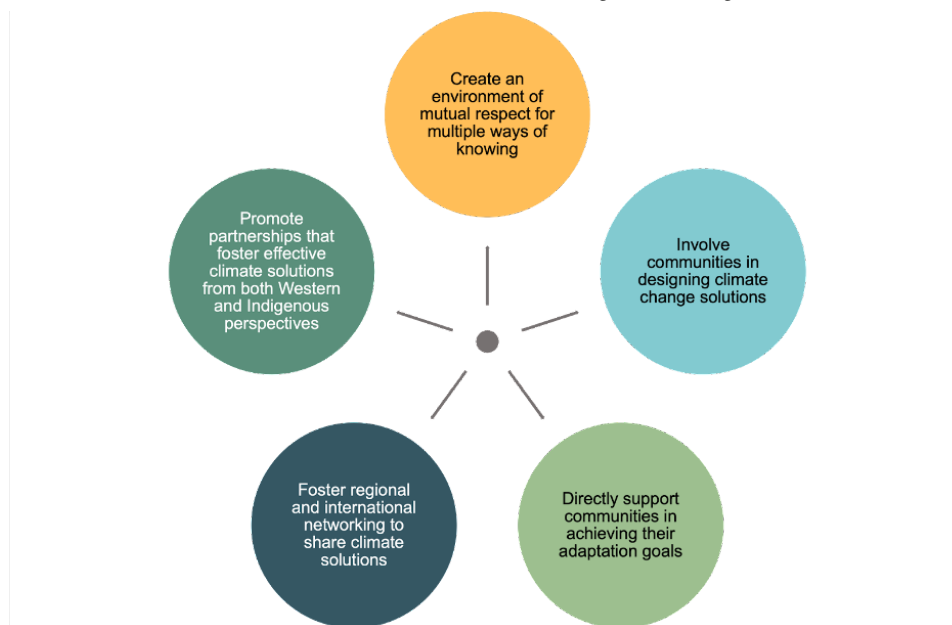 Create an
environment of
mutual respect for
multiple ways of
knowing
Involve
communities in
designing climate
change solutions
Directly support
communities in
achieving their
adaptation goals
Foster regional
and international
networking to
share climate
solutions
Promote
partnerships that
foster effective
climate solutions
from both Western
and Indigenous
perspectives